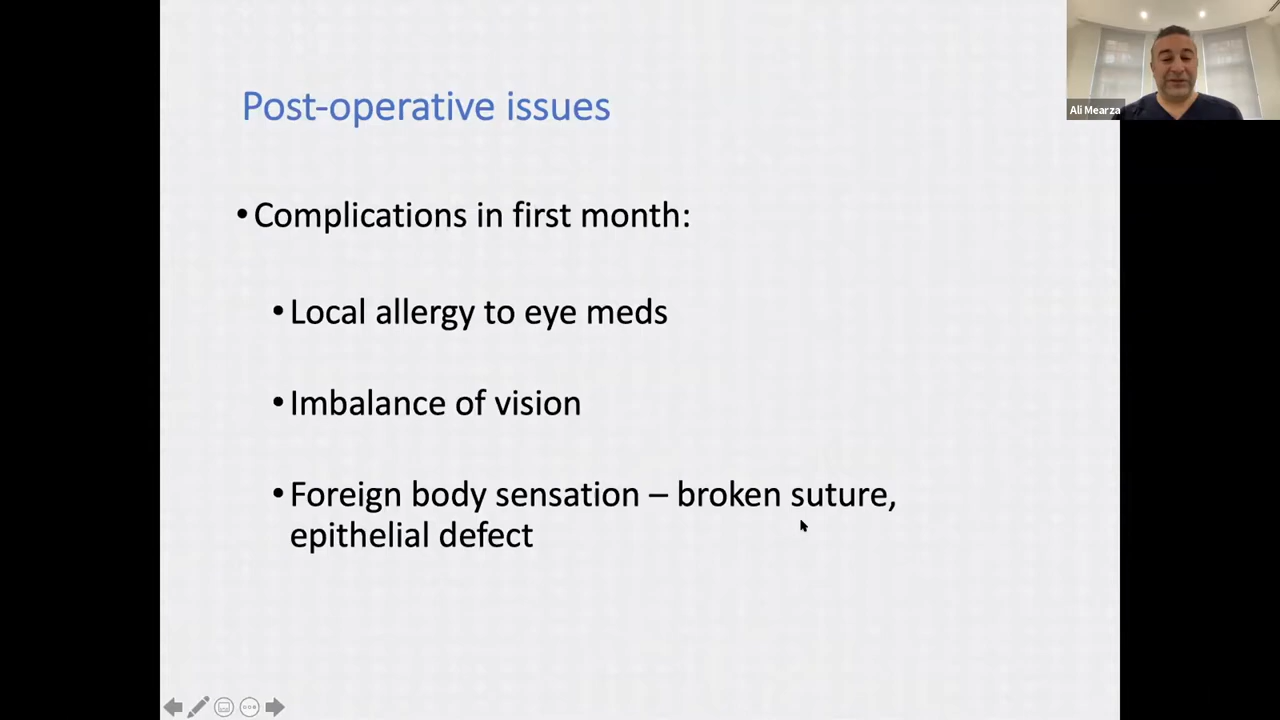 Post-operative issues
Ali Mearza
• Complications in first month:
• Local allergy to eye meds
• Imbalance of vision
• Foreign body sensation – broken suture,
epithelial defect